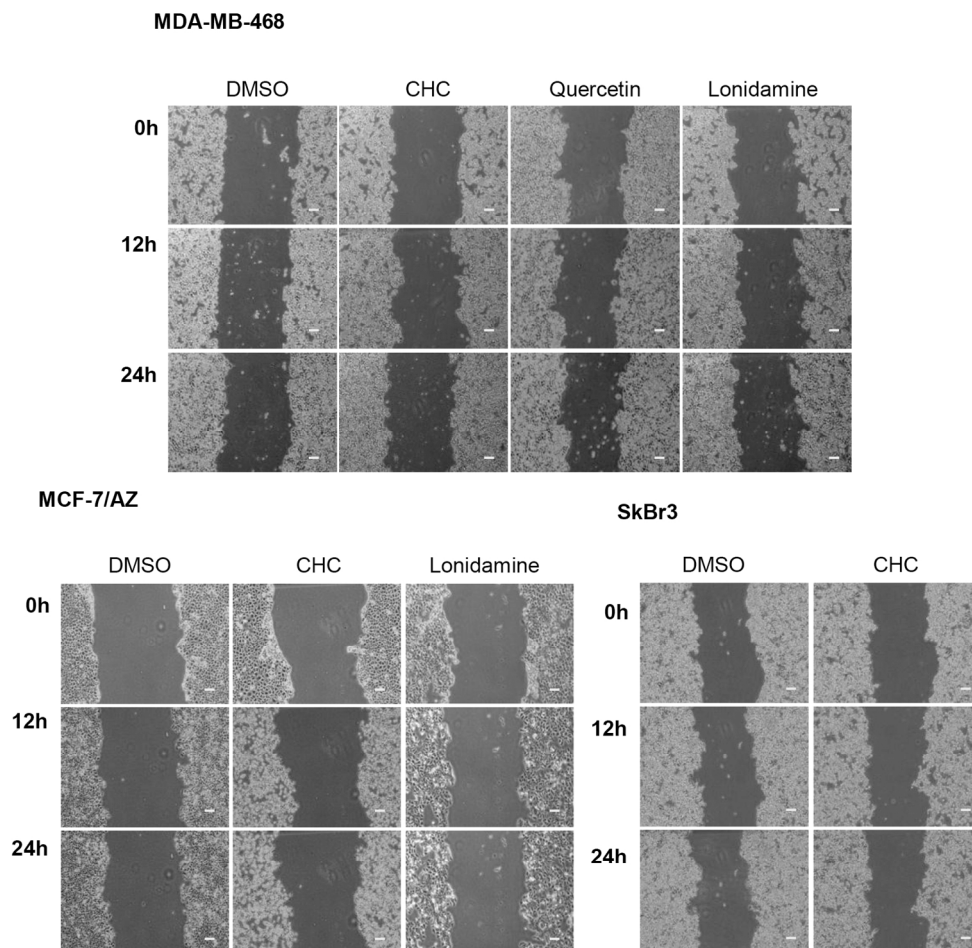 MDA-MB-468
DMSO CHC Quercetin Lonidamine
0h
12h
24h
MCF-7/AZ
DMSO CHC Lonidamine
0h
12h
24h
SkBr3
DMSO CHC
0h
12h
24h